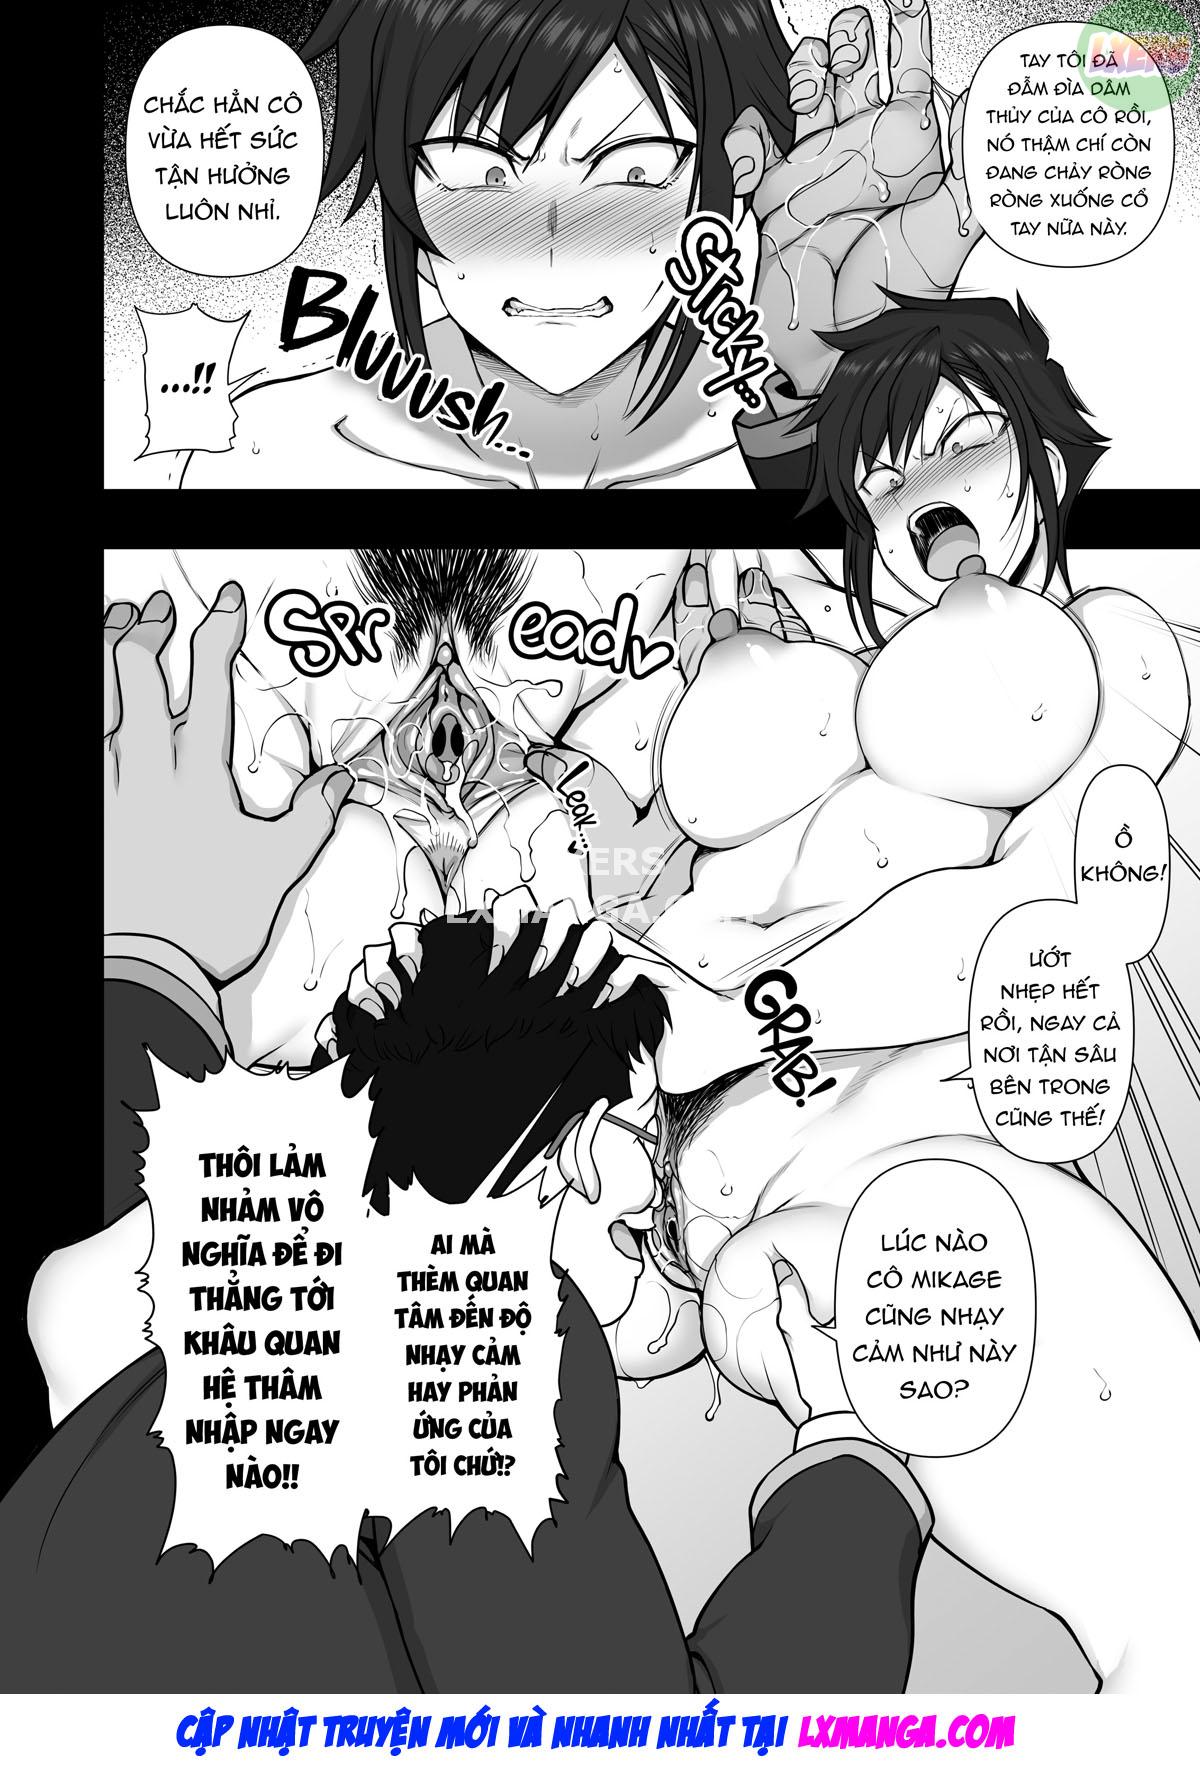 LXERS
TAY TÔI ĐÃ
ĐẪM ĐÌA DÂM
THỦY CỦA CÔ RỒI,
NÓ THẬM CHÍ CÒN
ĐANG CHẢY RÒNG
RÒNG XUỐNG CỔ
TAY NỮA NÀY.
CHẮC HẲN CÔ
VỪA HẾT SỨC
TẬN HƯỞNG
LUÔN NHỈ.
...!!
Bluuush...
Sticky...
Spr
eady
Leak...
Ồ
KHÔNG!
ƯỚT
NHẸP HẾT
RỒI, NGAY CẢ
NƠI TẬN SÂU
BÊN TRONG
CŨNG THẾ!
GRAB!
LÚC NÀO
CÔ MIKAGE
CŨNG NHẠY
CẢM NHƯ NÀY
SAO?
AI MÀ
THÈM QUAN
TÂM ĐẾN ĐỘ
NHẠY CẢM
HAY PHẢN
ỨNG CỦA
TÔI CHỨ!?
THÔI LẢM
NHẢM VÔ
NGHĨA ĐỂ ĐI
THẲNG TỚI
KHÂU QUAN
HỆ THÂM
NHẬP NGAY
NÀO!!
CẬP NHẬT TRUYỆN MỚI VÀ NHANH NHẤT TẠI LXMANGA.COM